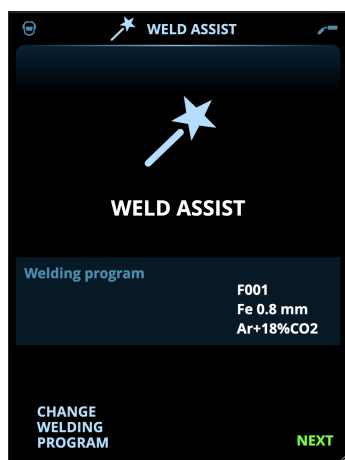 WELD ASSIST
WELD ASSIST
Welding program
F001
Fe 0.8 mm
Ar+18%CO2
CHANGE
WELDING
PROGRAM
NEXT